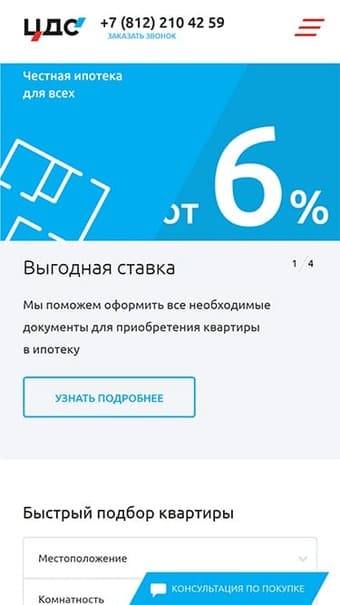 ЦДС
+7 (812) 210 42 59
ЗАКАЗАТЬ ЗВОНОК
Честная ипотека
для всех
от 6 %
Выгодная ставка
1 / 4
Мы поможем оформить все необходимые
документы для приобретения квартиры
в ипотеку
УЗНАТЬ ПОДРОБНЕЕ
Быстрый подбор квартиры
Местоположение
Комнатность
КОНСУЛЬТАЦИЯ ПО ПОКУПКЕ